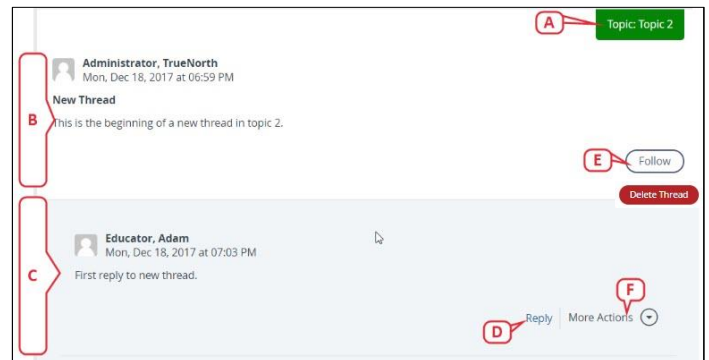 A
Topic: Topic 2
Administrator, TrueNorth
Mon, Dec 18, 2017 at 06:59 PM
New Thread
B
This is the beginning of a new thread in topic 2.
E
Follow
Delete Thread
Educator, Adam
Mon, Dec 18, 2017 at 07:03 PM
C
First reply to new thread.
F
D
Reply
More Actions